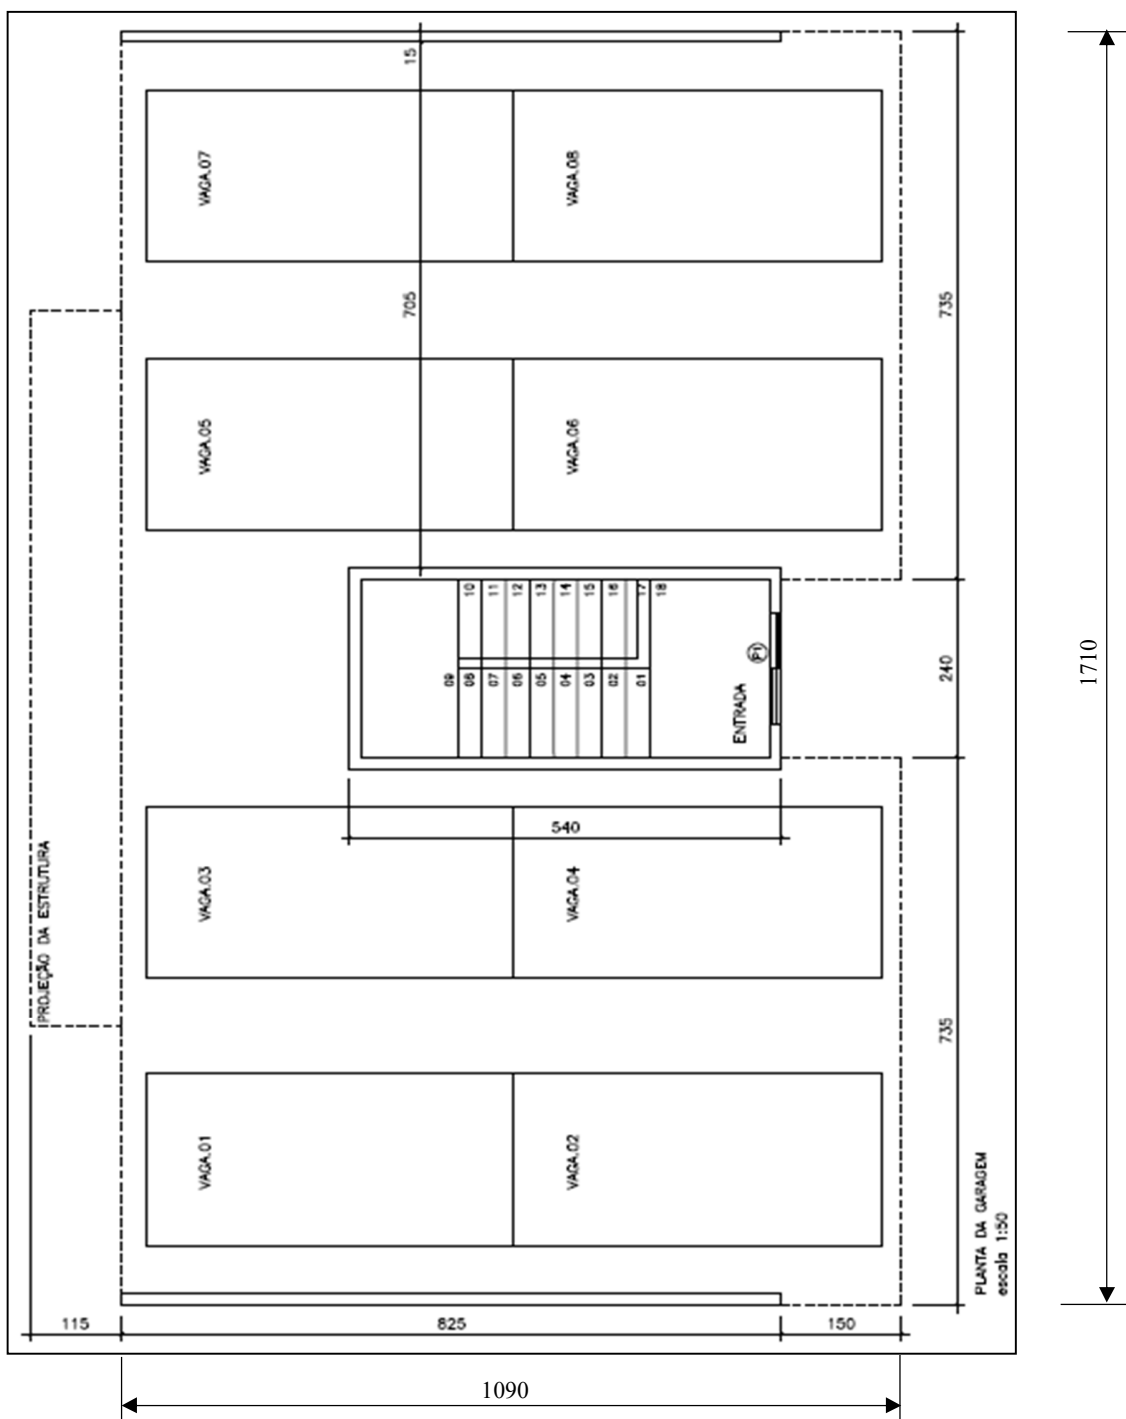 15
VAGA.07
VAGA.08
705
735
VAGA.05
VAGA.06
10
11
12
13
14
15
16
17
18
09
08
07
06
05
04
03
02
01
P1
ENTRADA
240
1710
540
PROJEÇÃO DA ESTRUTURA
VAGA.03
VAGA.04
735
VAGA.01
VAGA.02
PLANTA DA GARAGEM
escala 1:50
115
825
150
1090